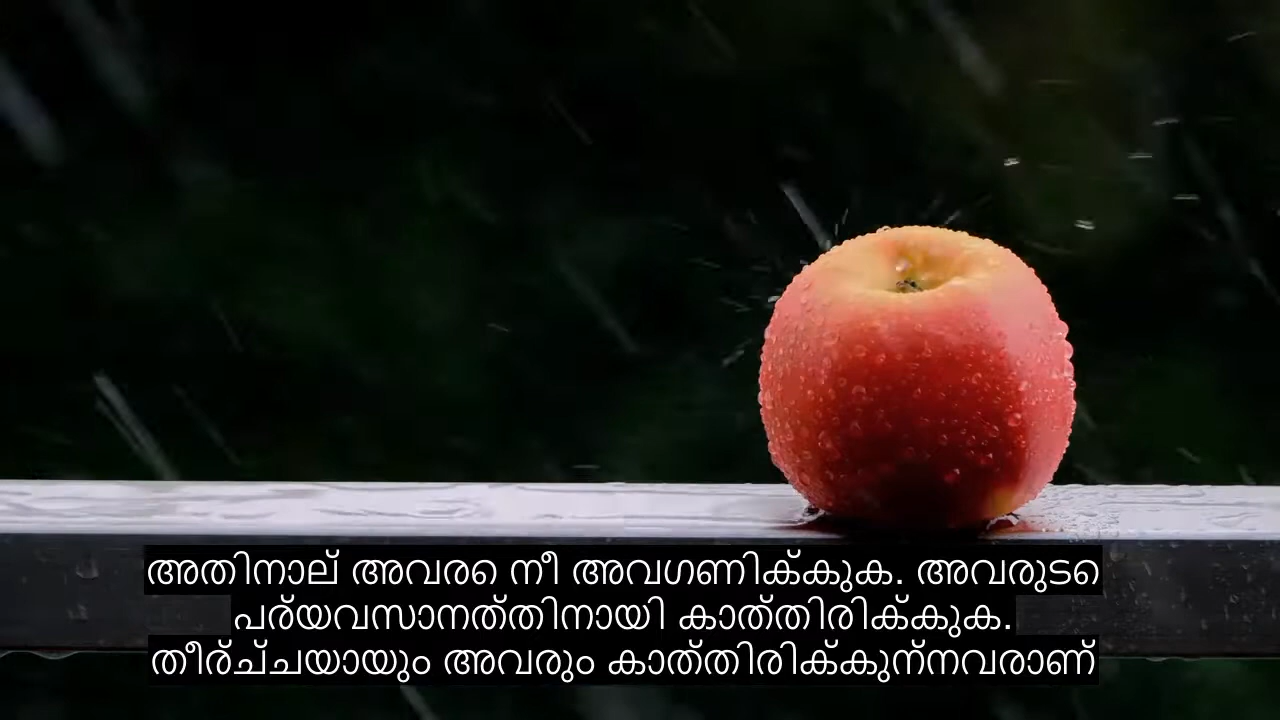 അതിനാല് അവരെ നീ അവഗണിക്കുക. അവരുടെ
പര്യവസാനത്തിനായി കാത്തിരിക്കുക.
തീര്ച്ചയായും അവരും കാത്തിരിക്കുന്നവരാണ്